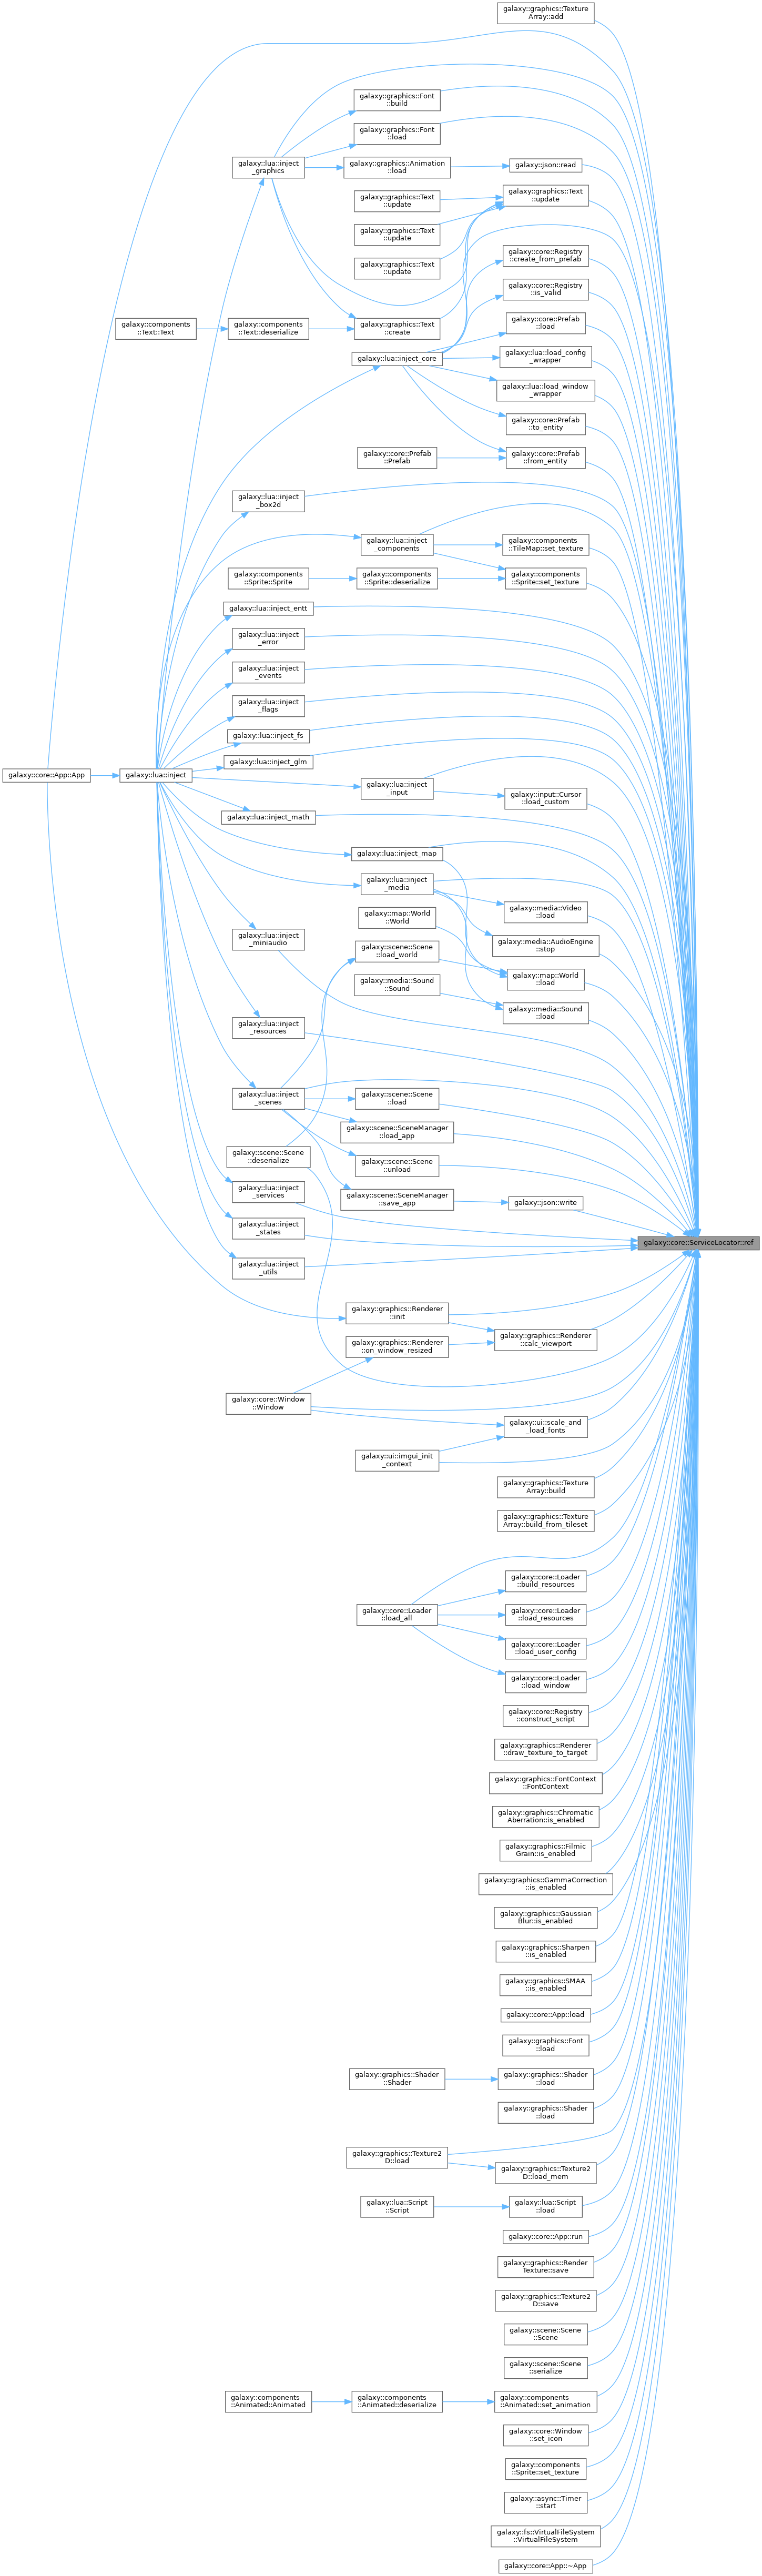 galaxy::graphics::Texture
Array::add
galaxy::graphics::Font
::build
galaxy::graphics::Font
::load
galaxy::lua::inject
_graphics
galaxy::graphics::Animation
::load
galaxy::json::read
galaxy::graphics::Text
::update
galaxy::graphics::Text
::update
galaxy::graphics::Text
::update
galaxy::graphics::Text
::update
galaxy::core::Registry
::create_from_prefab
galaxy::core::Registry
::is_valid
galaxy::components
::Text::Text
galaxy::components
::Text::deserialize
galaxy::graphics::Text
::create
galaxy::core::Prefab
::load
galaxy::lua::inject_core
galaxy::lua::load_config
_wrapper
galaxy::lua::load_window
_wrapper
galaxy::core::Prefab
::to_entity
galaxy::core::Prefab
::Prefab
galaxy::core::Prefab
::from_entity
galaxy::lua::inject
_box2d
galaxy::lua::inject
_components
galaxy::components
::TileMap::set_texture
galaxy::components
::Sprite::Sprite
galaxy::components
::Sprite::deserialize
galaxy::components
::Sprite::set_texture
galaxy::lua::inject_entt
galaxy::lua::inject
_error
galaxy::lua::inject
_events
galaxy::lua::inject
_flags
galaxy::lua::inject_fs
galaxy::lua::inject_glm
galaxy::core::App::App
galaxy::lua::inject
galaxy::lua::inject
_input
galaxy::input::Cursor
::load_custom
galaxy::lua::inject_math
galaxy::lua::inject_map
galaxy::lua::inject
_media
galaxy::media::Video
::load
galaxy::map::World
::World
galaxy::lua::inject
_miniaudio
galaxy::media::AudioEngine
::stop
galaxy::scene::Scene
::load_world
galaxy::map::World
::load
galaxy::media::Sound
::Sound
galaxy::media::Sound
::load
galaxy::lua::inject
_resources
galaxy::lua::inject
_scenes
galaxy::scene::Scene
::load
galaxy::scene::SceneManager
::load_app
galaxy::scene::Scene
::deserialize
galaxy::scene::Scene
::unload
galaxy::lua::inject
_services
galaxy::scene::SceneManager
::save_app
galaxy::json::write
galaxy::lua::inject
_states
galaxy::core::ServiceLocator::ref
galaxy::lua::inject
_utils
galaxy::graphics::Renderer
::init
galaxy::graphics::Renderer
::on_window_resized
galaxy::graphics::Renderer
::calc_viewport
galaxy::core::Window
::Window
galaxy::ui::scale_and
_load_fonts
galaxy::ui::imgui_init
_context
galaxy::graphics::Texture
Array::build
galaxy::graphics::Texture
Array::build_from_tileset
galaxy::core::Loader
::build_resources
galaxy::core::Loader
::load_all
galaxy::core::Loader
::load_resources
galaxy::core::Loader
::load_user_config
galaxy::core::Loader
::load_window
galaxy::core::Registry
::construct_script
galaxy::graphics::Renderer
::draw_texture_to_target
galaxy::graphics::FontContext
::FontContext
galaxy::graphics::Chromatic
Aberration::is_enabled
galaxy::graphics::Filmic
Grain::is_enabled
galaxy::graphics::GammaCorrection
::is_enabled
galaxy::graphics::Gaussian
Blur::is_enabled
galaxy::graphics::Sharpen
::is_enabled
galaxy::graphics::SMAA
::is_enabled
galaxy::core::App::load
galaxy::graphics::Font
::load
galaxy::graphics::Shader
::Shader
galaxy::graphics::Shader
::load
galaxy::graphics::Shader
::load
galaxy::graphics::Texture2
D::load
galaxy::graphics::Texture2
D::load_mem
galaxy::lua::Script
::Script
galaxy::lua::Script
::load
galaxy::core::App::run
galaxy::graphics::Render
Texture::save
galaxy::graphics::Texture2
D::save
galaxy::scene::Scene
::Scene
galaxy::scene::Scene
::serialize
galaxy::components
::Animated::Animated
galaxy::components
::Animated::deserialize
galaxy::components
::Animated::set_animation
galaxy::core::Window
::set_icon
galaxy::components
::Sprite::set_texture
galaxy::async::Timer
::start
galaxy::fs::VirtualFileSystem
::VirtualFileSystem
galaxy::core::App::~App